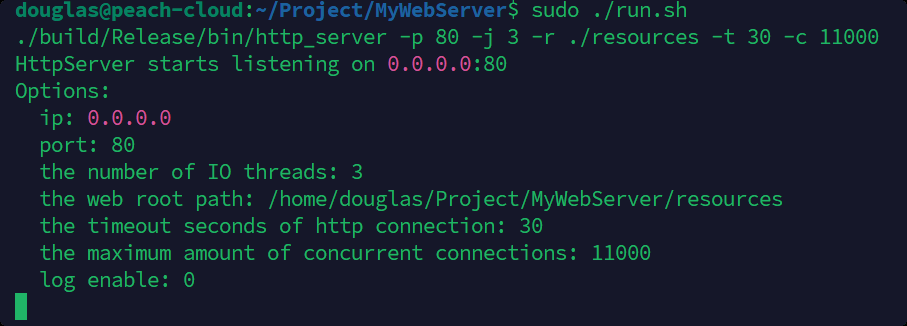 douglas@peach-cloud:~/Project/MyWebServer$ sudo ./run.sh
./build/Release/bin/http_server -p 80 -j 3 -r ./resources -t 30 -c 11000
HttpServer starts listening on 0.0.0.0:80
Options:
  ip: 0.0.0.0
  port: 80
  the number of IO threads: 3
  the web root path: /home/douglas/Project/MyWebServer/resources
  the timeout seconds of http connection: 30
  the maximum amount of concurrent connections: 11000
  log enable: 0